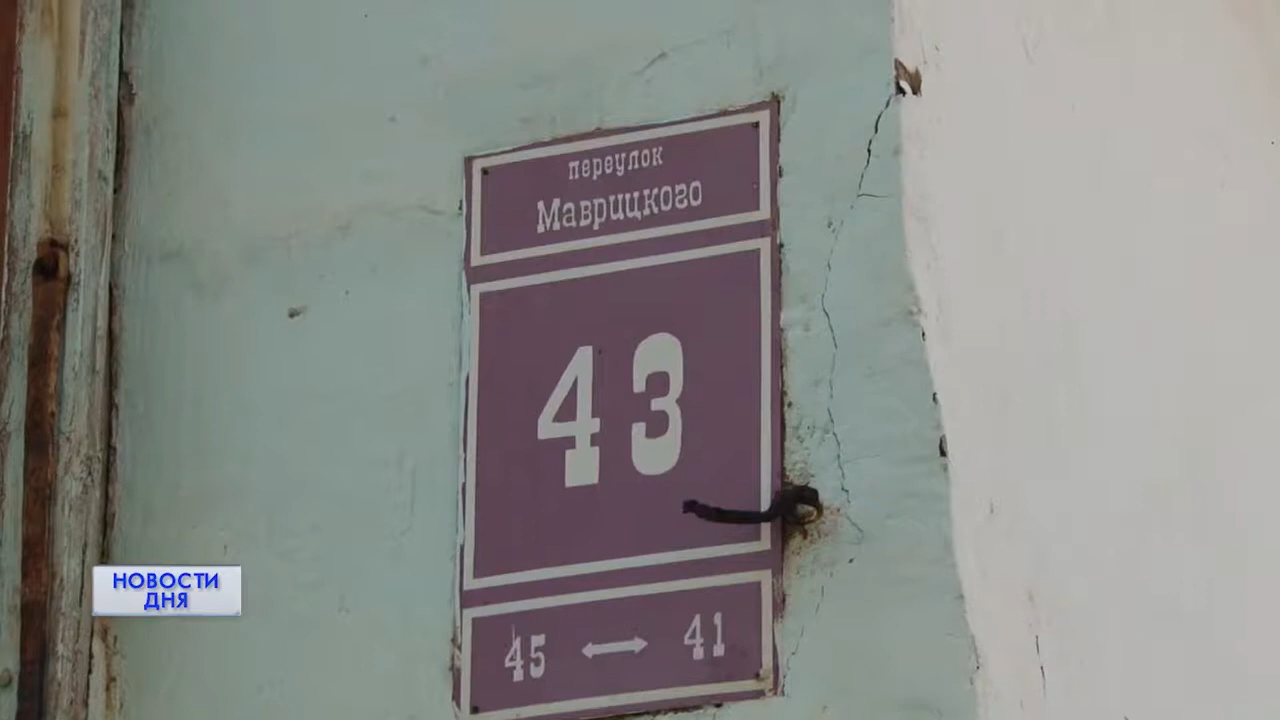 переулок
Маврицкого
43
45 ⟷ 41
НОВОСТИ
ДНЯ